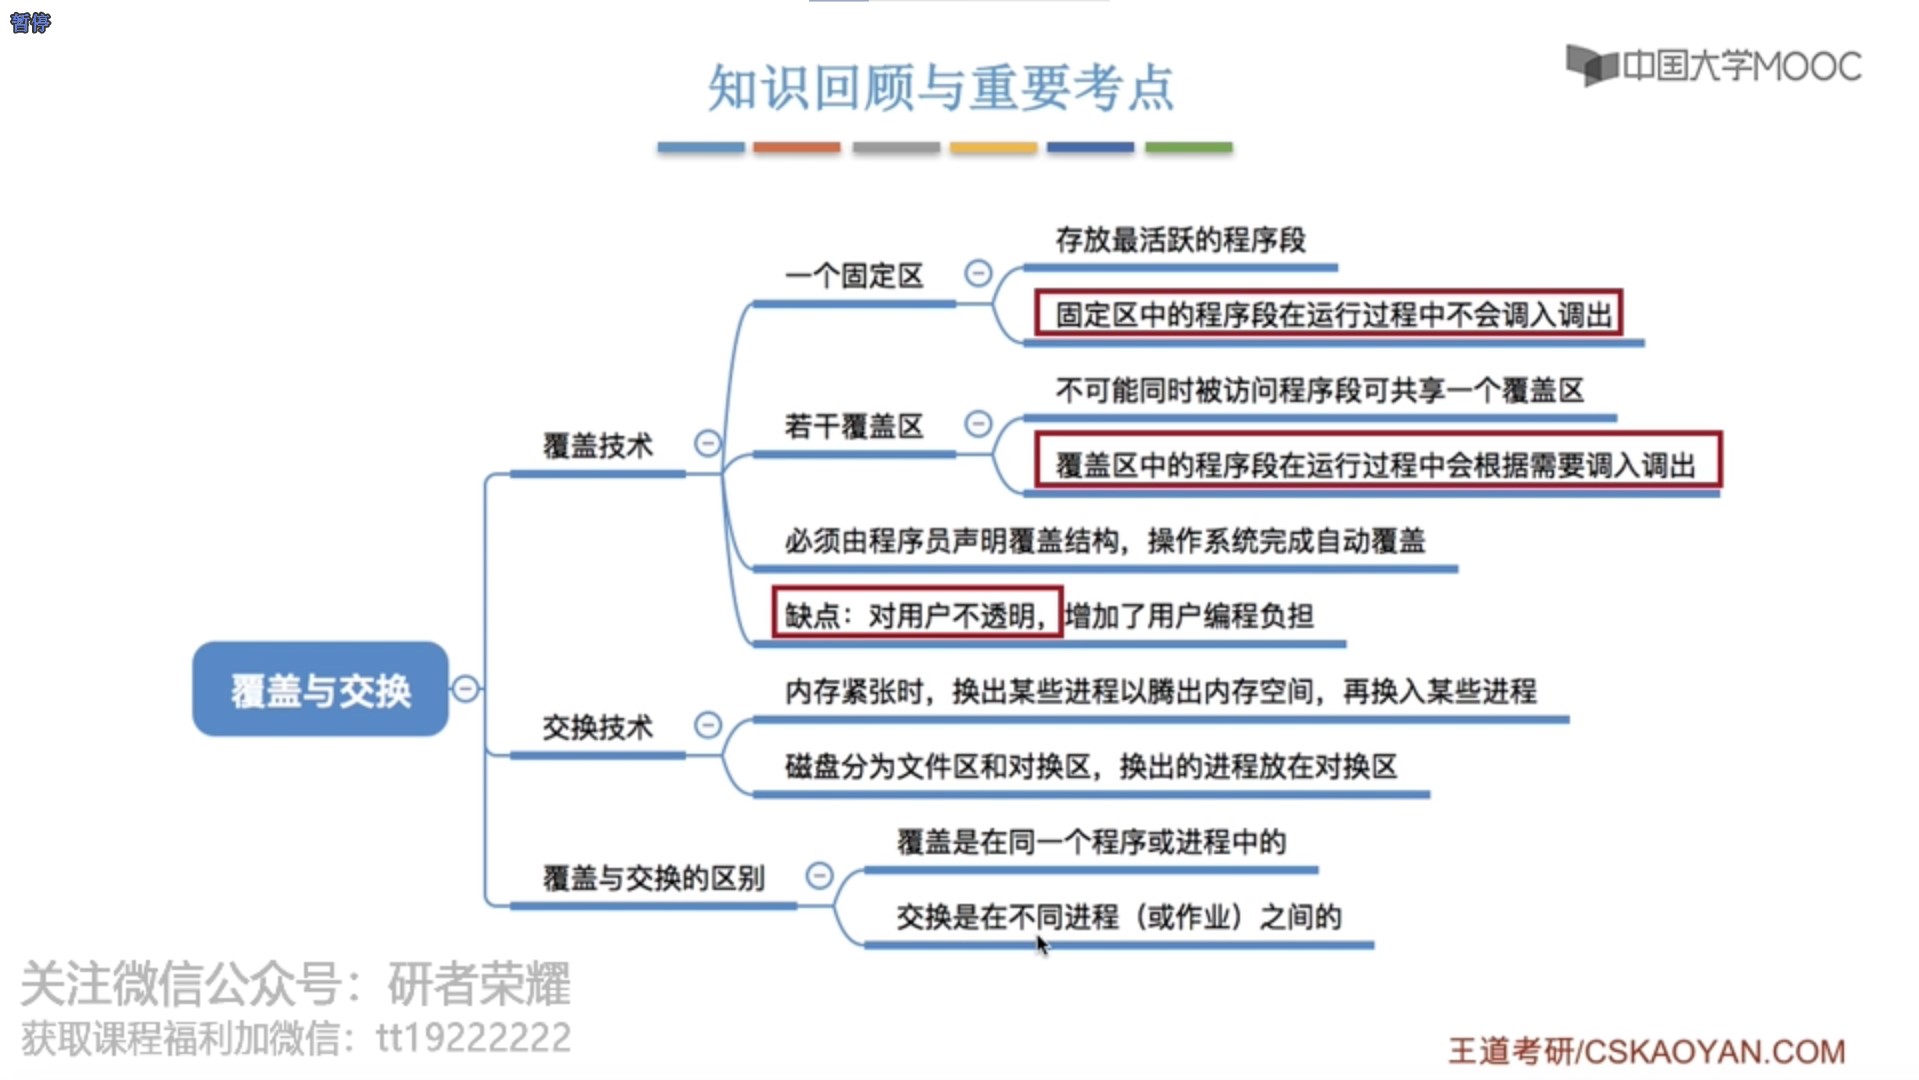 暂停
中国大学MOOC
知识回顾与重要考点
存放最活跃的程序段
一个固定区
固定区中的程序段在运行过程中不会调入调出
不可能同时被访问程序段可共享一个覆盖区
若干覆盖区
覆盖技术
覆盖区中的程序段在运行过程中会根据需要调入调出
必须由程序员声明覆盖结构，操作系统完成自动覆盖
缺点：对用户不透明，增加了用户编程负担
覆盖与交换
内存紧张时，换出某些进程以腾出内存空间，再换入某些进程
交换技术
磁盘分为文件区和对换区，换出的进程放在对换区
覆盖是在同一个程序或进程中的
覆盖与交换的区别
交换是在不同进程（或作业）之间的
关注微信公众号：研者荣耀
获取课程福利加微信：tt19222222
王道考研/CSKAOYAN.COM